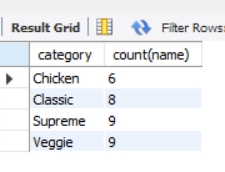 Result Grid Filter Rows:
category count(name)
Chicken 6
Classic 8
Supreme 9
Veggie 9